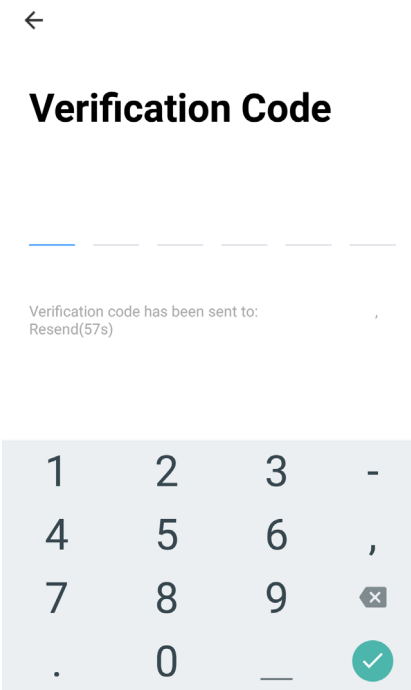 Verification Code
Verification code has been sent to: ,
Resend(57s)
1 2 3 -
4 5 6 ,
7 8 9
. 0 _